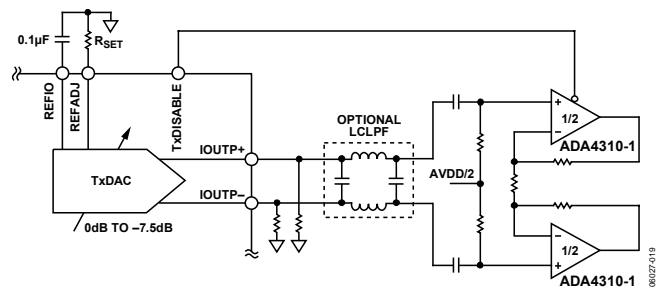 0.1µF
RSET
REFIO
REFADJ
TxDISABLE
IOUTP+
IOUTP–
TxDAC
0dB TO –7.5dB
OPTIONAL
LCLPF
AVDD/2
+
1/2
–
ADA4310-1
–
1/2
+
ADA4310-1
06027-019